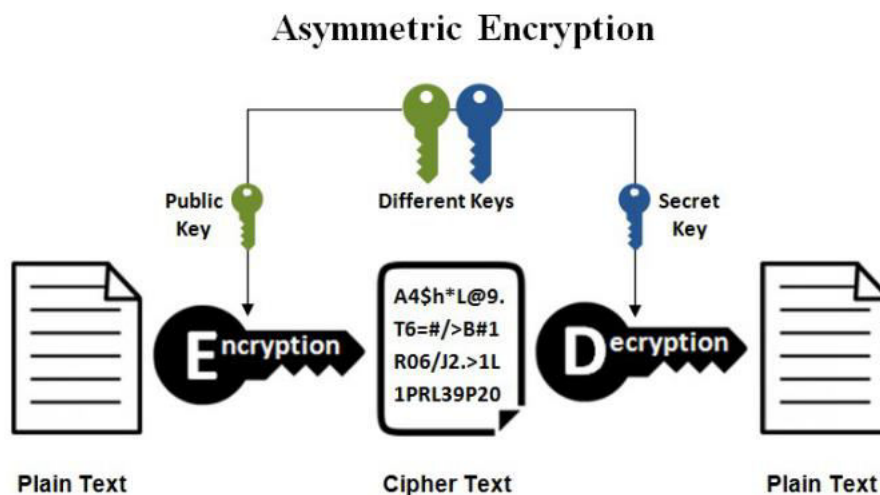 Asymmetric Encryption
Public
Key
Different Keys
Secret
Key
Encryption
A4$h*L@9.
T6=#/>B#1
R06/J2.>1L
1PRL39P20
Decryption
Plain Text
Cipher Text
Plain Text